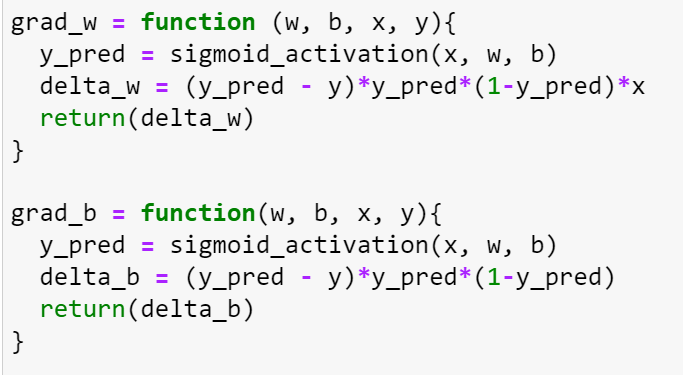 grad_w = function (w, b, x, y){
  y_pred = sigmoid_activation(x, w, b)
  delta_w = (y_pred - y)*y_pred*(1-y_pred)*x
  return(delta_w)
}

grad_b = function(w, b, x, y){
  y_pred = sigmoid_activation(x, w, b)
  delta_b = (y_pred - y)*y_pred*(1-y_pred)
  return(delta_b)
}